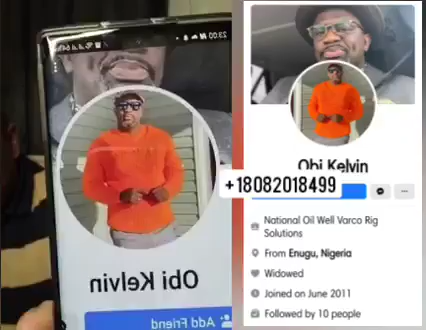 23:00
Obi Kelvin
Add Friend
Obi Kelvin
+18082018499
National Oil Well Varco Rig
Solutions
From Enugu, Nigeria
Widowed
Joined on June 2011
Followed by 10 people